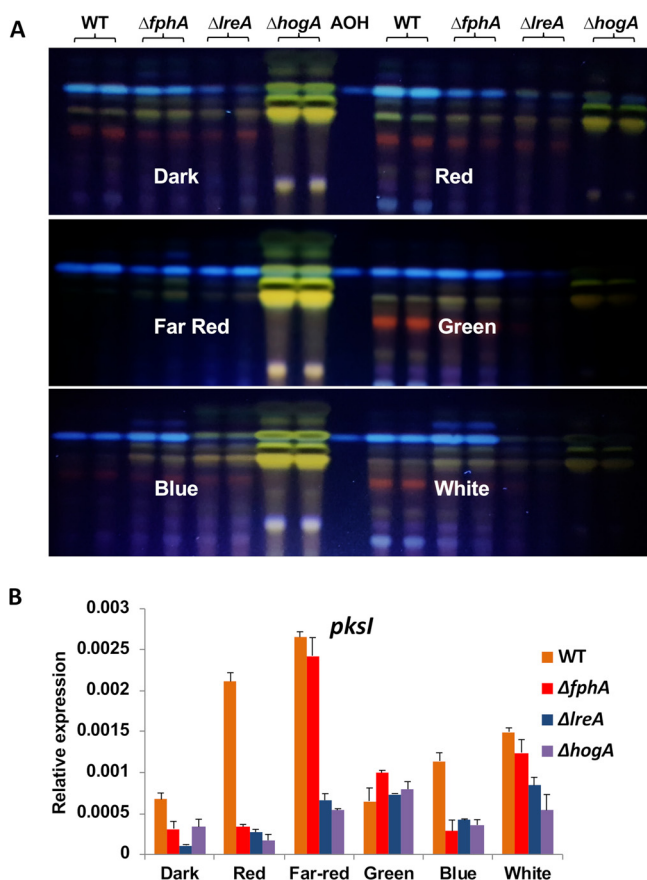 A
WT ΔfphA ΔlreA ΔhogA AOH WT ΔfphA ΔlreA ΔhogA
Dark Red
Far Red Green
Blue White
B
pksI
0.003
0.0025
0.002
0.0015
0.001
0.0005
0
Relative expression
WT
ΔfphA
ΔlreA
ΔhogA
Dark Red Far-red Green Blue White